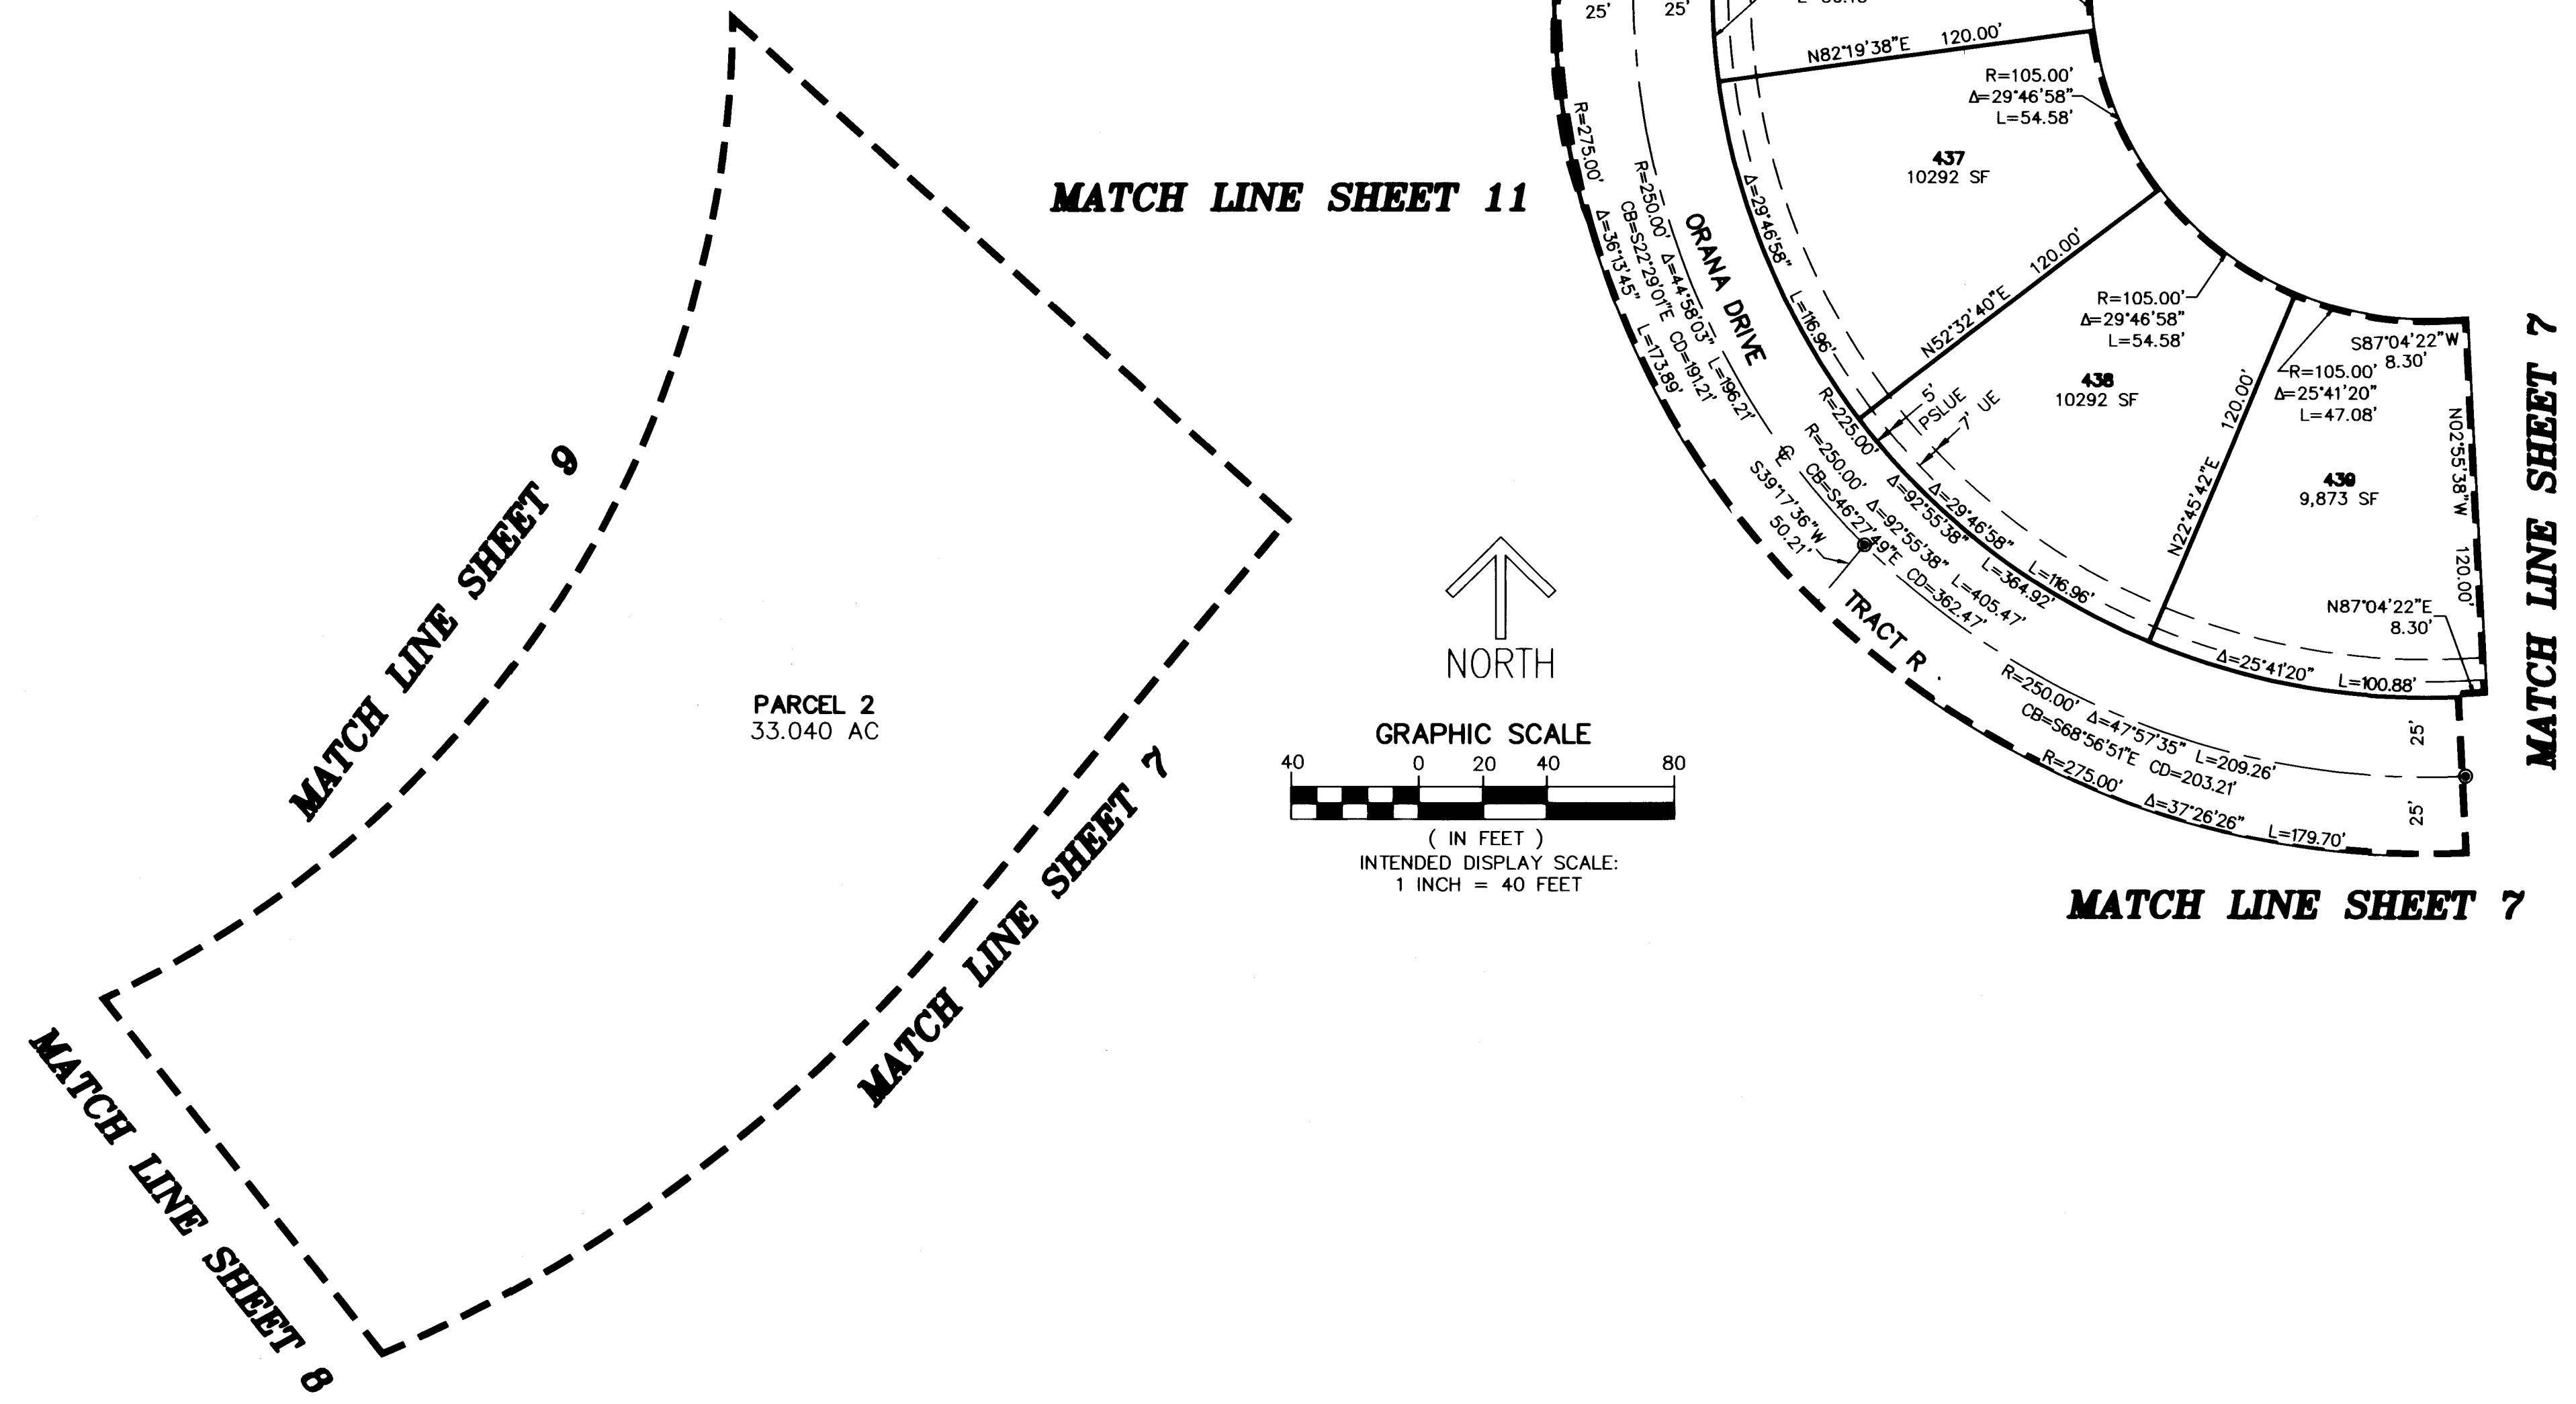 MATCH LINE SHEET 9
MATCH LINE SHEET 8
PARCEL 2
33.040 AC
MATCH LINE SHEET 7
MATCH LINE SHEET 11
NORTH
GRAPHIC SCALE
40 0 20 40 80
( IN FEET )
INTENDED DISPLAY SCALE:
1 INCH = 40 FEET
25' 25'
N82°19'38"E 120.00'
R=105.00'
Δ=29°46'58"
L=54.58'
437
10292 SF
R=275.00' Δ=36°13'45" L=173.89'
R=250.00' Δ=44°58'03" L=196.21'
CB=S22°29'01"E CD=191.21'
ORANA DRIVE
Δ=29°46'58" L=116.96'
N52°32'40"E 120.00'
R=105.00'
Δ=29°46'58"
L=54.58'
438
10292 SF
5'
PSLUE
7' UE
R=225.00' Δ=92°55'38" L=364.92'
Δ=29°46'58" L=116.96'
R=250.00' Δ=92°55'38" L=405.47'
CB=S46°27'49"E CD=362.47'
S39°17'36"W
50.21'
TRACT R
N22°45'42"E 120.00'
S87°04'22"W
8.30'
R=105.00'
Δ=25°41'20"
L=47.08'
439
9,873 SF
N02°55'38"W 120.00'
N87°04'22"E
8.30'
Δ=25°41'20" L=100.88'
R=250.00' Δ=47°57'35" L=209.26'
CB=S68°56'51"E CD=203.21'
R=275.00' Δ=37°26'26" L=179.70'
25'
25'
MATCH LINE SHEET 7
MATCH LINE SHEET 7